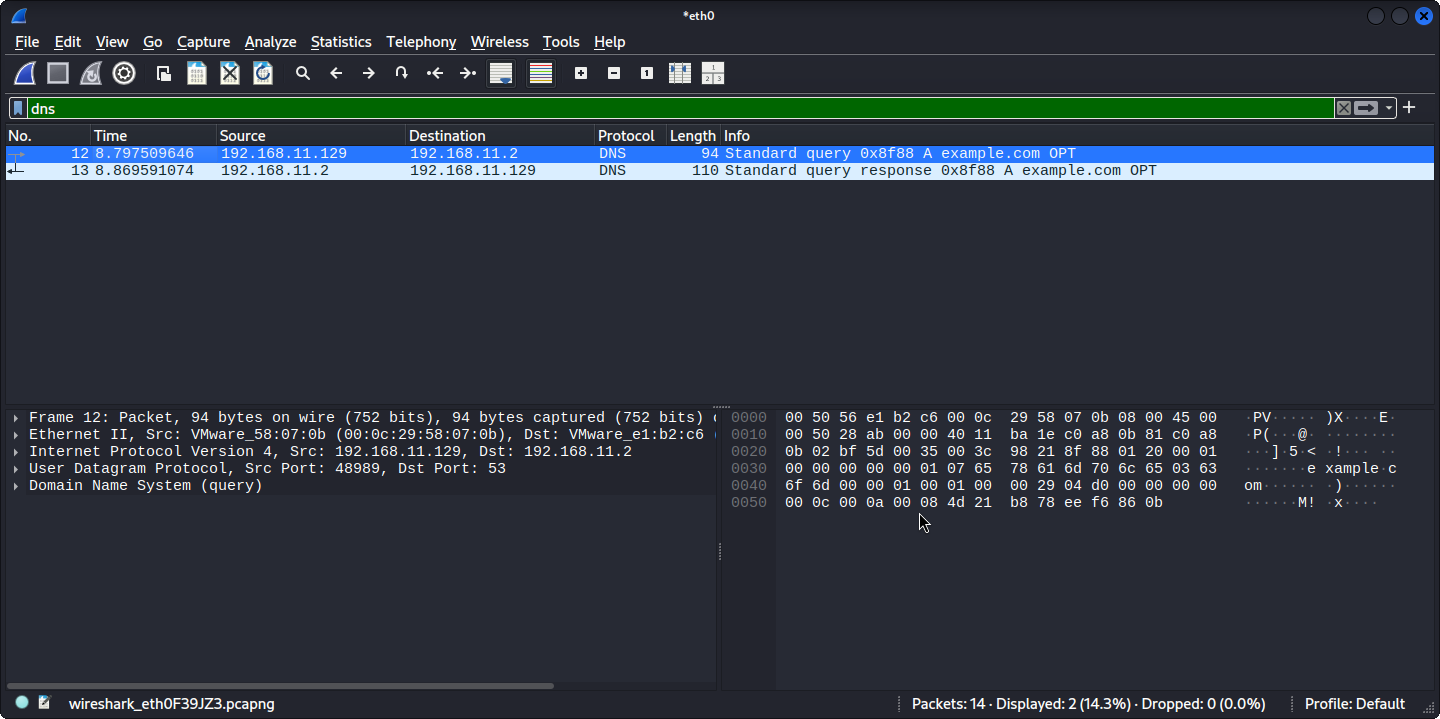 *eth0
File Edit View Go Capture Analyze Statistics Telephony Wireless Tools Help
dns
No. Time Source Destination Protocol Length Info
12 8.797509646 192.168.11.129 192.168.11.2 DNS 94 Standard query 0x8f88 A example.com OPT
13 8.869591074 192.168.11.2 192.168.11.129 DNS 110 Standard query response 0x8f88 A example.com OPT
Frame 12: Packet, 94 bytes on wire (752 bits), 94 bytes captured (752 bits)
Ethernet II, Src: VMware_58:07:0b (00:0c:29:58:07:0b), Dst: VMware_e1:b2:c6
Internet Protocol Version 4, Src: 192.168.11.129, Dst: 192.168.11.2
User Datagram Protocol, Src Port: 48989, Dst Port: 53
Domain Name System (query)
0000 00 50 56 e1 b2 c6 00 0c 29 58 07 0b 08 00 45 00 ·PV····· )X····E·
0010 00 50 28 ab 00 00 40 11 ba 1e c0 a8 0b 81 c0 a8 ·P(···@· ········
0020 0b 02 bf 5d 00 35 00 3c 98 21 8f 88 01 20 00 01 ···]·5·< ·!··· ··
0030 00 00 00 00 00 01 07 65 78 61 6d 70 6c 65 03 63 ·······e xample·c
0040 6f 6d 00 00 01 00 01 00 00 29 04 d0 00 00 00 00 om······ ·)······
0050 00 0c 00 0a 00 08 4d 21 b8 78 ee f6 86 0b ······M! ·x····
wireshark_eth0F39JZ3.pcapng
Packets: 14 · Displayed: 2 (14.3%) · Dropped: 0 (0.0%)
Profile: Default